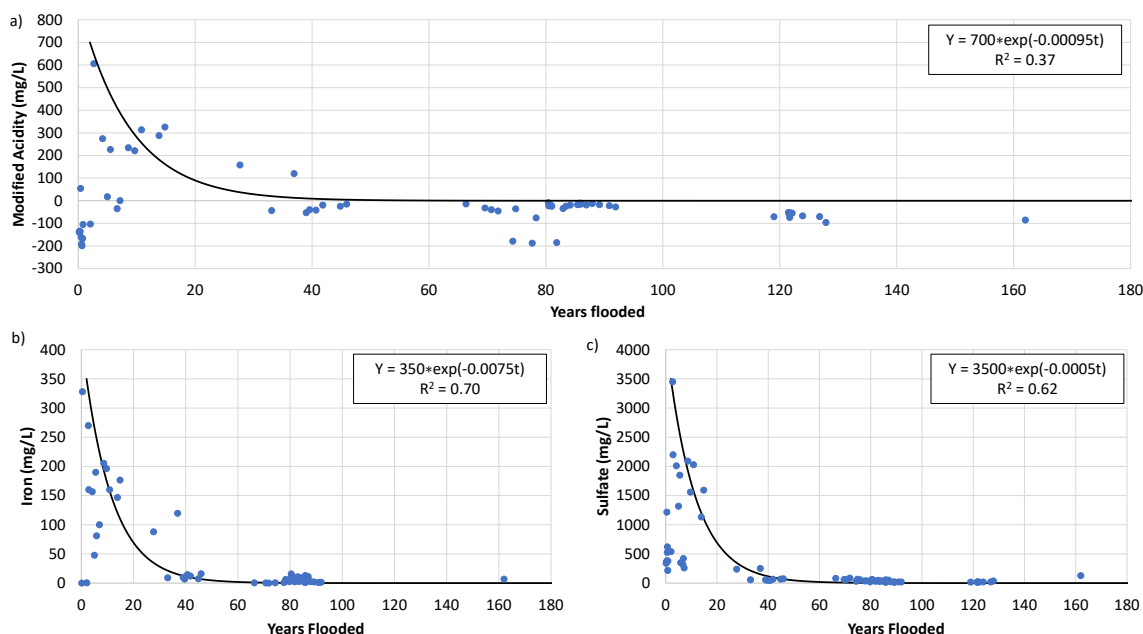 a)
Modified Acidity (mg/L)
800
700
600
500
400
300
200
100
0
-100
-200
-300
0 20 40 60 80 100 120 140 160 180
Years flooded
Y = 700*exp(-0.00095t)
R² = 0.37
b)
Iron (mg/L)
400
350
300
250
200
150
100
50
0
0 20 40 60 80 100 120 140 160 180
Years Flooded
Y = 350*exp(-0.0075t)
R² = 0.70
c)
Sulfate (mg/L)
4000
3500
3000
2500
2000
1500
1000
500
0
0 20 40 60 80 100 120 140 160 180
Years Flooded
Y = 3500*exp(-0.0005t)
R² = 0.62